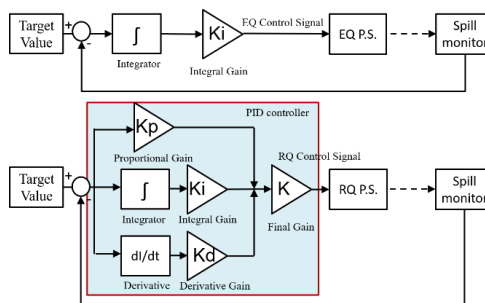 EQ Control Signal
Target
Value
+
-
∫
Ki
EQ P.S.
Spill
monitor
Integrator
Integral Gain
PID controller
Kp
Proportional Gain
RQ Control Signal
Target
Value
+
-
∫
Ki
K
RQ P.S.
Spill
monitor
Integrator
Integral Gain
Final Gain
dI/dt
Kd
Derivative
Derivative Gain